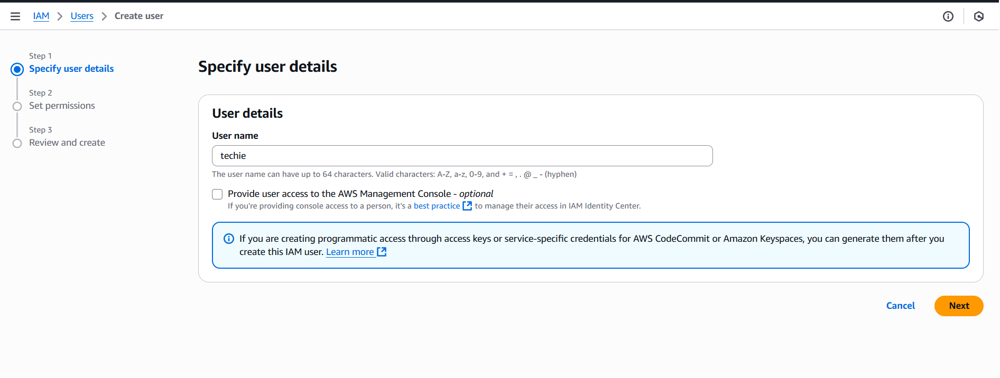 IAM > Users > Create user
Step 1
Specify user details
Step 2
Set permissions
Step 3
Review and create
Specify user details
User details
User name
techie
The user name can have up to 64 characters. Valid characters: A-Z, a-z, 0-9, and + = , . @ _ - (hyphen)
Provide user access to the AWS Management Console - optional
If you're providing console access to a person, it's a best practice to manage their access in IAM Identity Center.
If you are creating programmatic access through access keys or service-specific credentials for AWS CodeCommit or Amazon Keyspaces, you can generate them after you
create this IAM user. Learn more
Cancel
Next